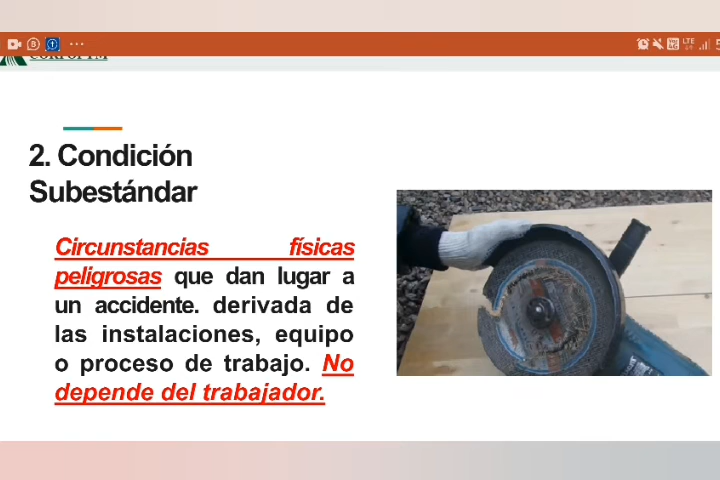 LTE
2. Condición
Subestándar
Circunstancias físicas
peligrosas que dan lugar a
un accidente. derivada de
las instalaciones, equipo
o proceso de trabajo. No
depende del trabajador.